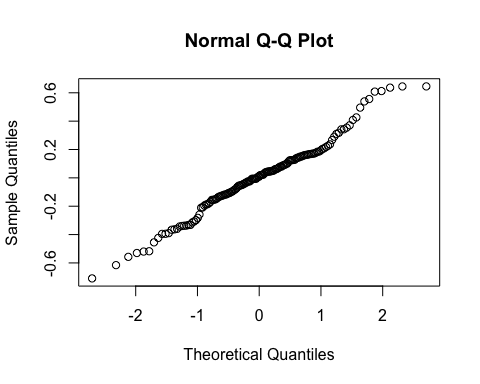 Normal Q-Q Plot
0.6
0.2
-0.2
-0.6
Sample Quantiles
-2 -1 0 1 2
Theoretical Quantiles